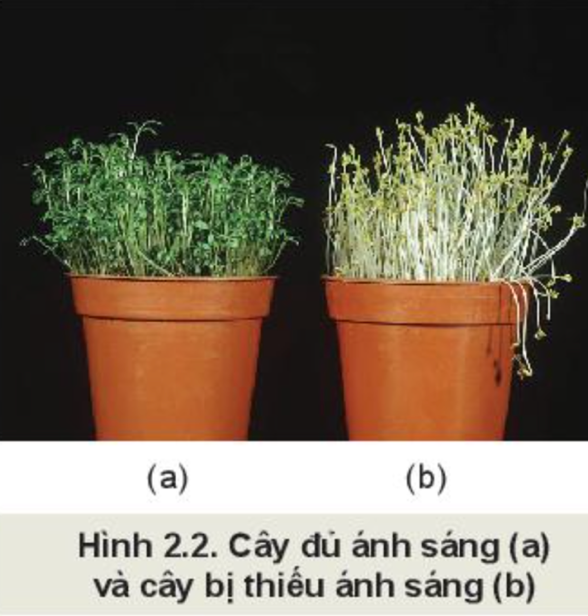 (a) (b)
Hình 2.2. Cây đủ ánh sáng (a)
và cây bị thiếu ánh sáng (b)